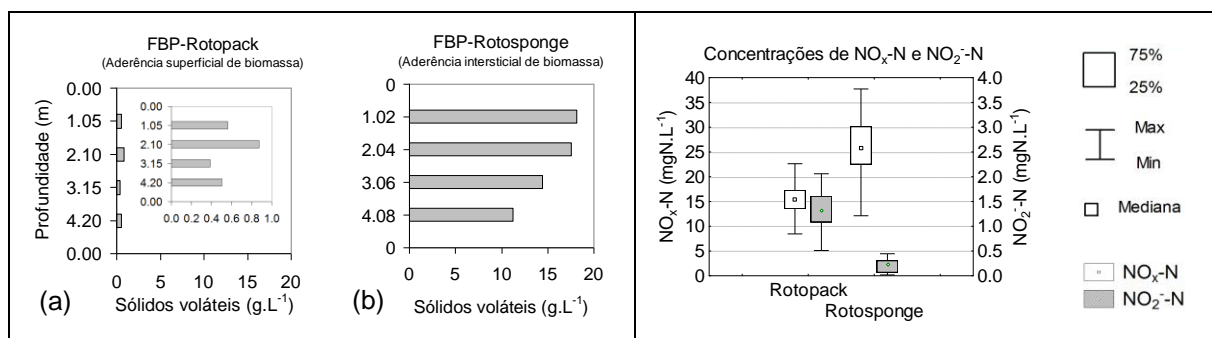 FBP-Rotopack
(Aderência superficial de biomassa)
Profundidade (m)
0.00
1.05
2.10
3.15
4.20
0.00
0.00
1.05
2.10
3.15
4.20
0.00
0.0 0.2 0.4 0.6 0.8 1.0
0 5 10 15 20
(a)
Sólidos voláteis (g.L⁻¹)
FBP-Rotosponge
(Aderência intersticial de biomassa)
0
1.02
2.04
3.06
4.08
0
0 5 10 15 20
(b)
Sólidos voláteis (g.L⁻¹)
Concentrações de NOₓ-N e NO₂⁻-N
NOₓ-N (mgN.L⁻¹)
40
35
30
25
20
15
10
5
0
4.0
3.5
3.0
2.5
2.0
1.5
1.0
0.5
0.0
NO₂⁻-N (mgN.L⁻¹)
Rotopack
Rotosponge
75%
25%
Max
Min
Mediana
NOₓ-N
NO₂⁻-N